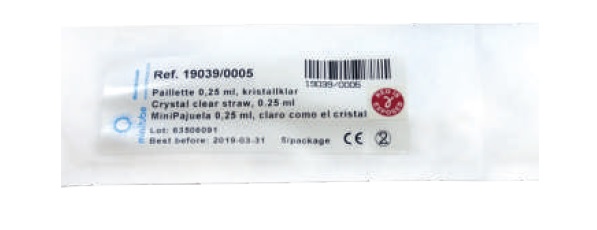 Ref. 19039/0005
19039/0005
Paillette 0,25 ml, kristallklar
Crystal clear straw, 0.25 ml
MiniPajuela 0,25 ml, claro como el cristal
Lot: 63506091
Best before: 2019-03-31 5/package
CE
minitube
EXPOSED